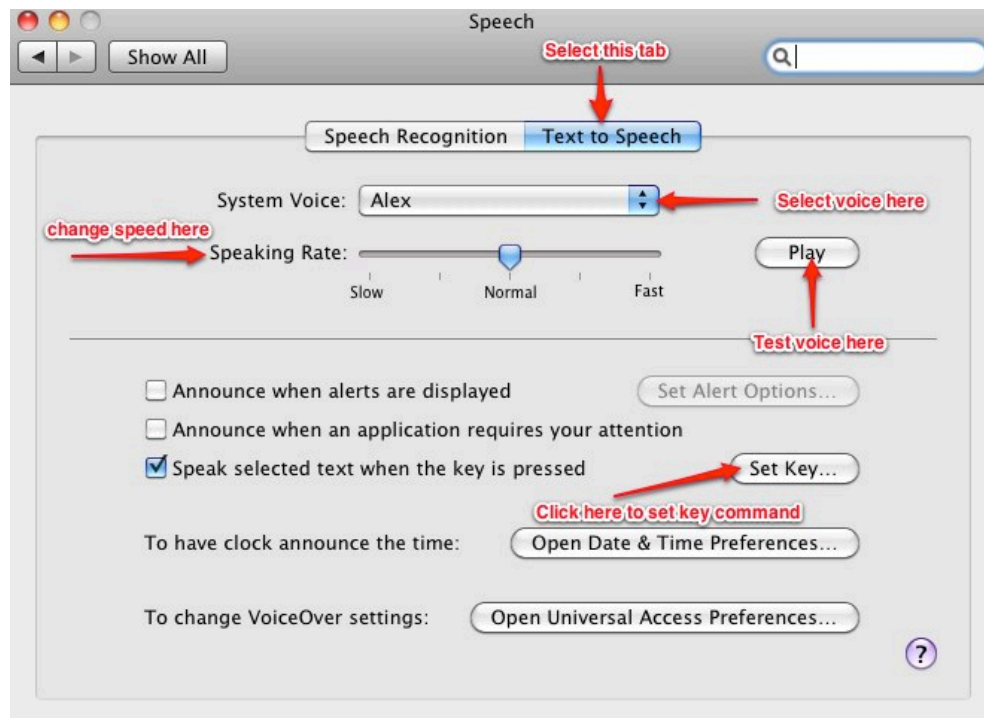 Speech
Show All
Select this tab
Speech Recognition Text to Speech
System Voice: Alex
Select voice here
change speed here
Speaking Rate:
Play
Slow Normal Fast
Test voice here
Announce when alerts are displayed
Set Alert Options...
Announce when an application requires your attention
Speak selected text when the key is pressed
Set Key...
Click here to set key command
To have clock announce the time: Open Date & Time Preferences...
To change VoiceOver settings: Open Universal Access Preferences...
?